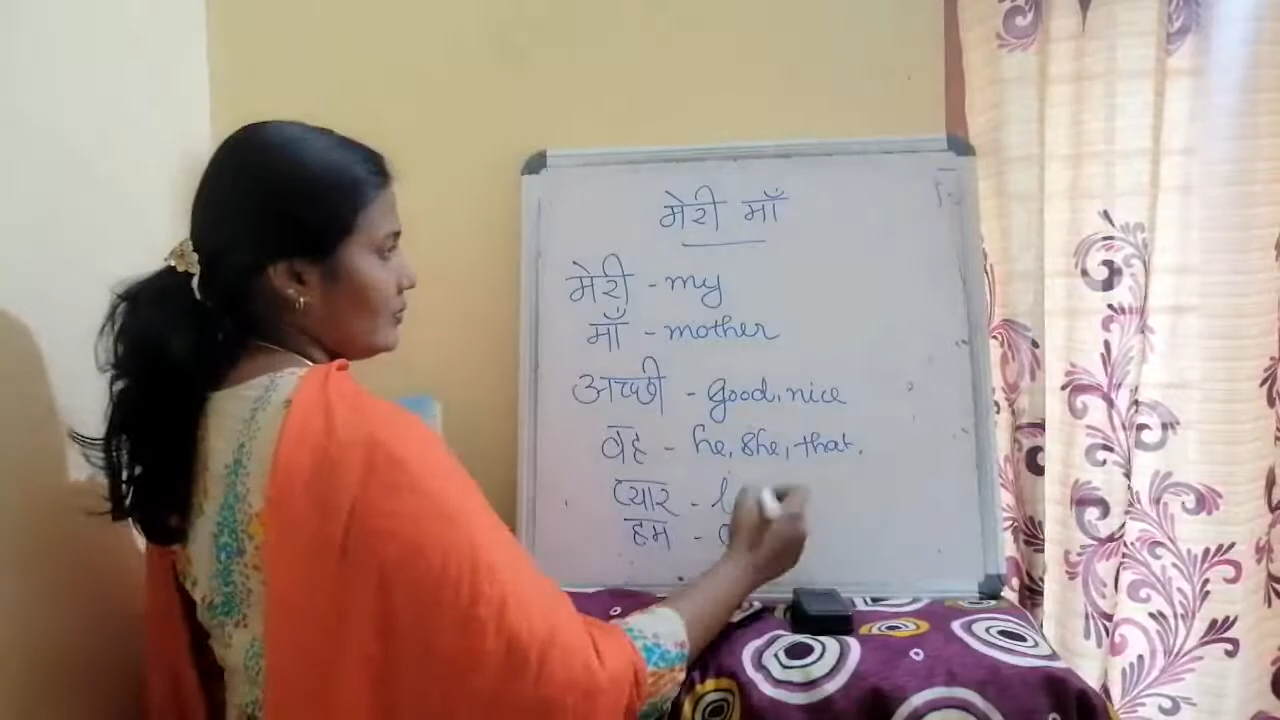 मेरी माँ
मेरी - my
माँ - mother
अच्छी - good, nice
वह - he, she, that.
प्यार -
हम -